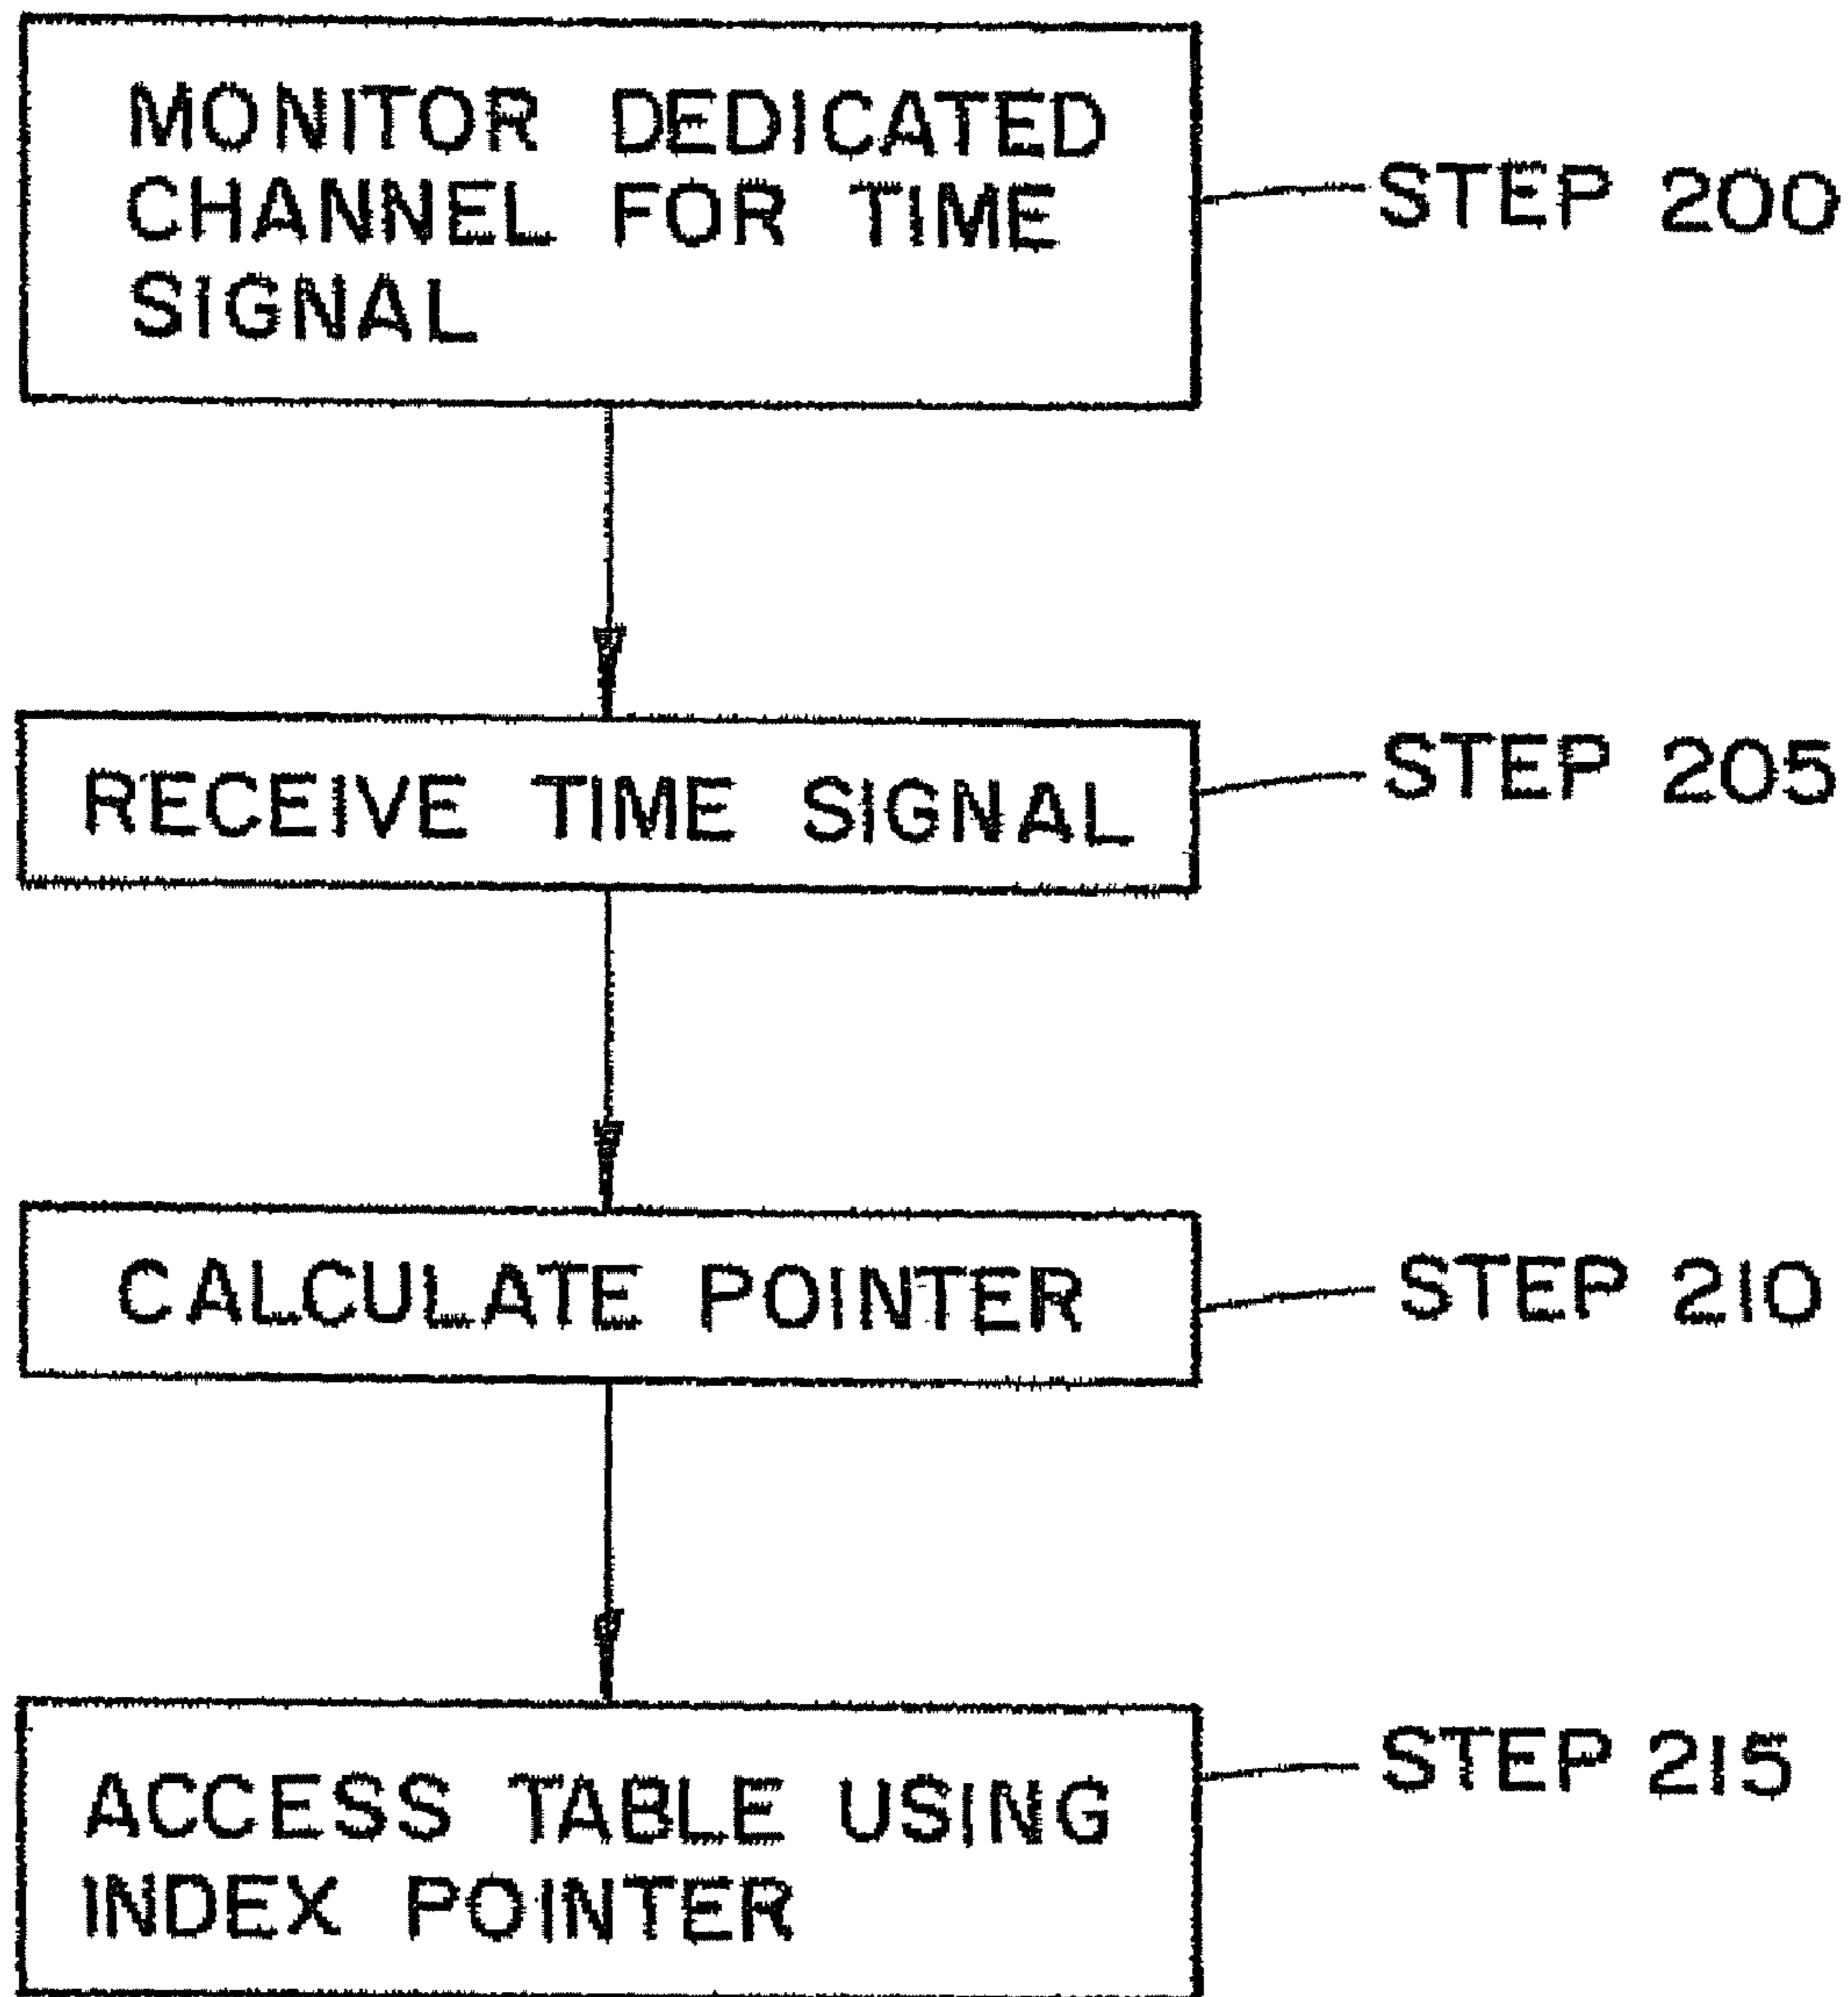 MONITOR DEDICATED
CHANNEL FOR TIME
SIGNAL
STEP 200
RECEIVE TIME SIGNAL
STEP 205
CALCULATE POINTER
STEP 210
ACCESS TABLE USING
INDEX POINTER
STEP 215